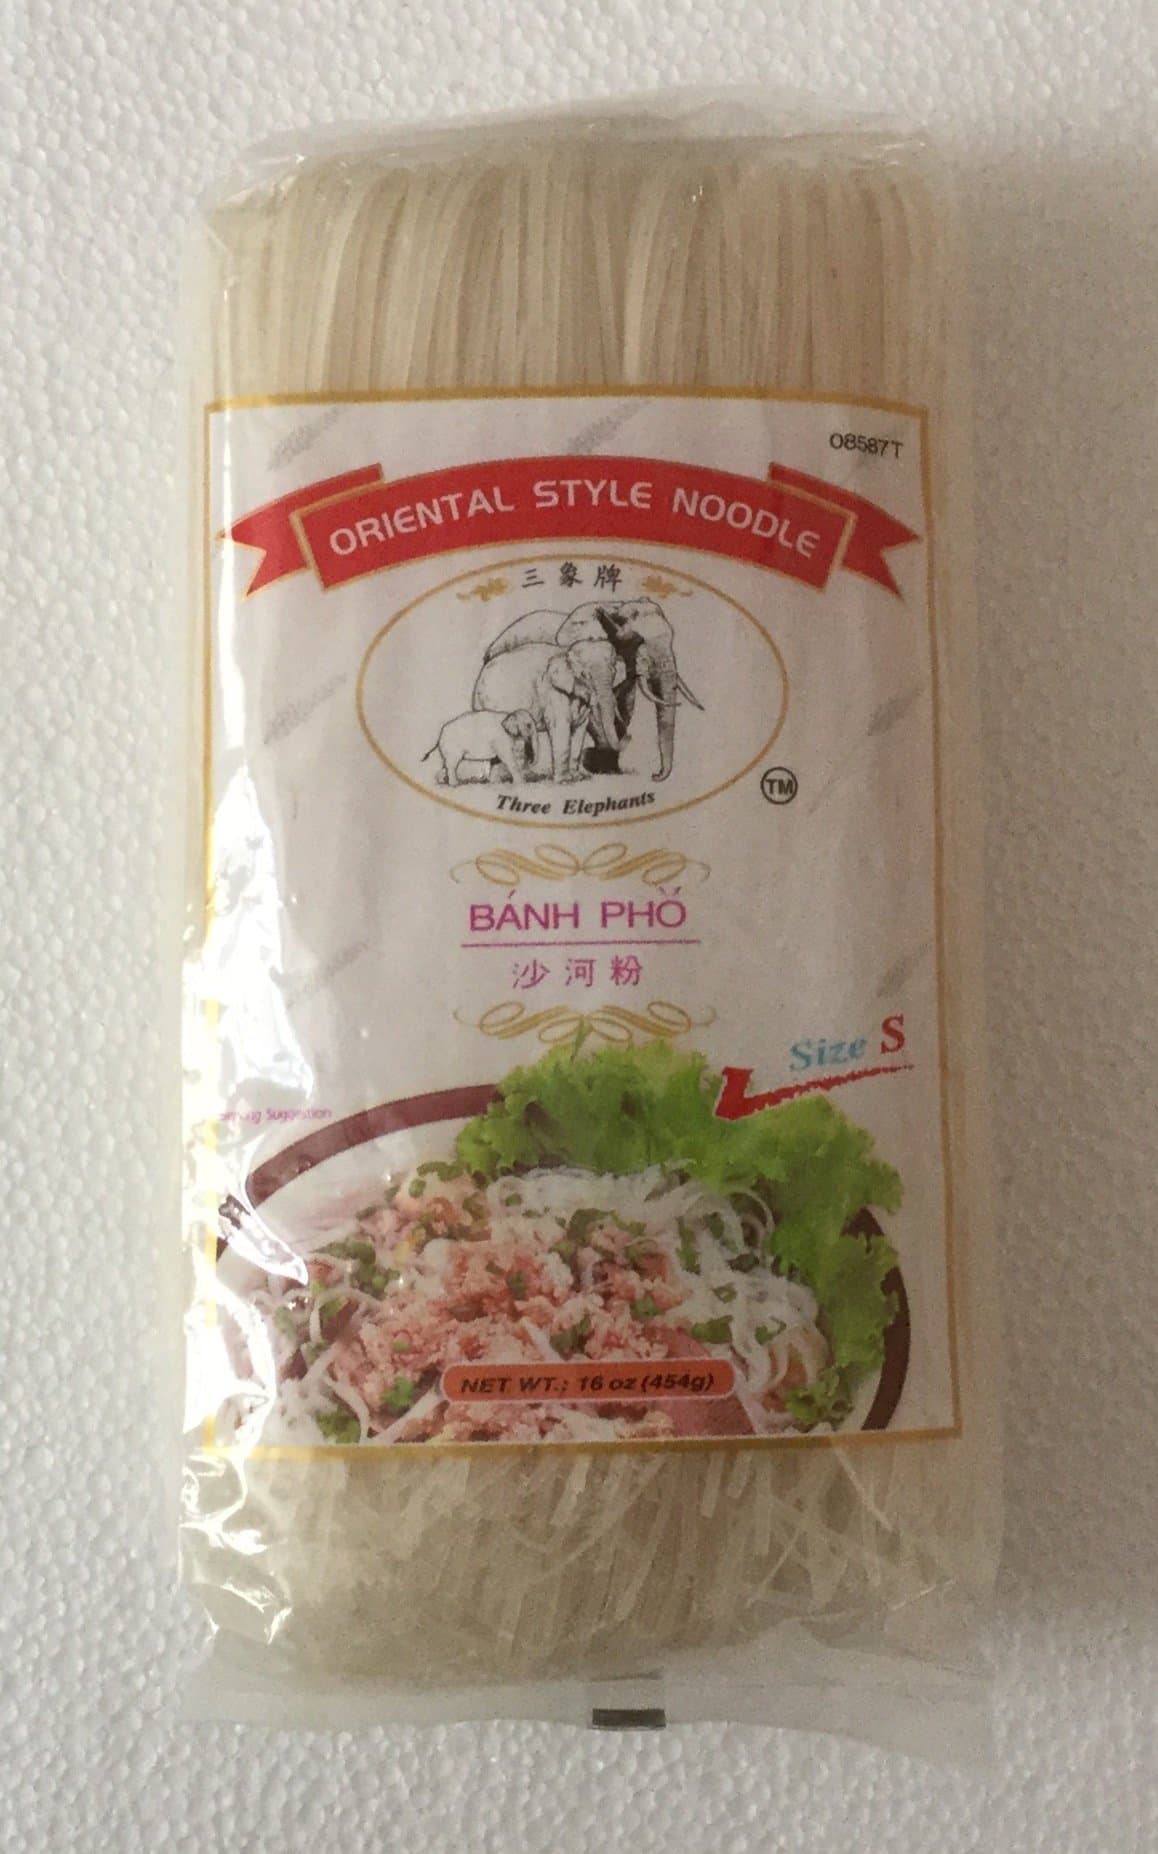 08587T
ORIENTAL STYLE NOODLE
三象牌
Three Elephants
TM
BÁNH PHỞ
沙河粉
Size S
Suggestion
NET WT.; 16 oz (454g)